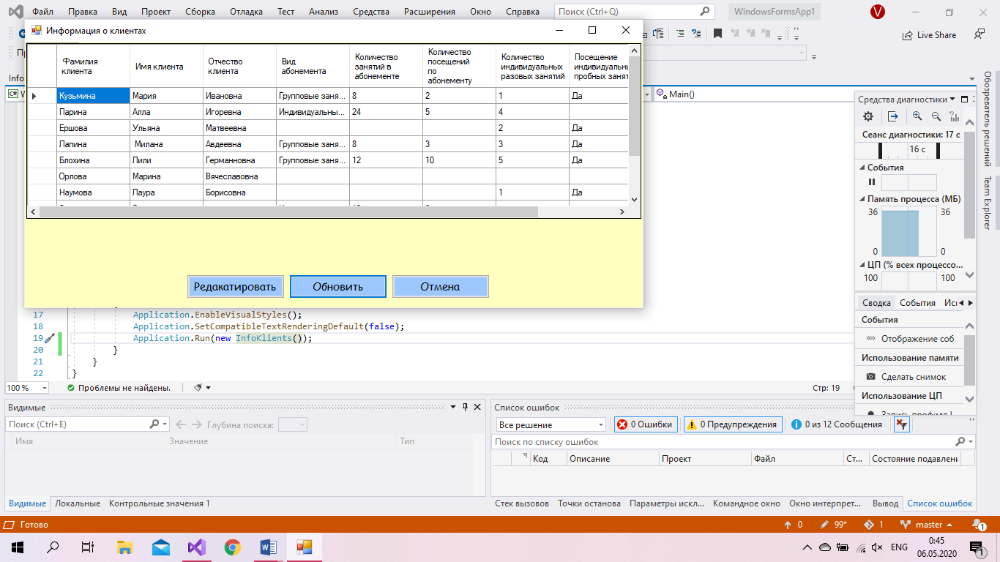 Файл Правка Вид Проект Сборка Отладка Тест Анализ Средства Расширения Окно Справка Поиск (Ctrl+Q) WindowsFormsApp1 V
Информация о клиентах
Live Share
Фамилия клиента Имя клиента Отчество клиента Вид абонемента Количество занятий в абонементе Количество посещений по абонементу Количество индивидуальных разовых занятий Посещение индивидуальн пробных занят
Кузьмина Мария Ивановна Групповые заня... 8 2 1 Да
Парина Алла Игоревна Индивидуальны... 24 5 4
Ершова Ульяна Матвеевна 2 Да
Лапина Милана Авдеевна Групповые заня... 8 3 3 Да
Блохина Лили Германновна Групповые заня... 12 10 5 Да
Орлова Марина Вячеславовна
Наумова Лаура Борисовна 1 Да
Редакатировать Обновить Отмена
Info
C# W
Main()
Обозреватель решений
Team Explorer
Средства диагностики
Сеанс диагностики: 17 с
16 с
События
Память процесса (МБ)
36 36
0 0
ЦП (% всех процессо...
100 100
Сводка События Ис
События
Отображение соб
Использование памяти
Сделать снимок
Использование ЦП
17 Application.EnableVisualStyles();
18 Application.SetCompatibleTextRenderingDefault(false);
19 Application.Run(new InfoKlients());
20 }
21 }
22 }
100 % Проблемы не найдены. Стр: 19
Видимые
Поиск (Ctrl+E) Глубина поиска:
Имя Значение Тип
Видимые Локальные Контрольные значения 1
Список ошибок
Все решение 0 Ошибки 0 Предупреждения 0 из 12 Сообщения
Поиск по списку ошибок
Код Описание Проект Файл Ст... Состояние подавлени
Стек вызовов Точки останова Параметры искл... Командное окно Окно интерпрет... Вывод Список ошибок
Готово 0 99* 1 master 1
ENG 0:45
06.05.2020 1